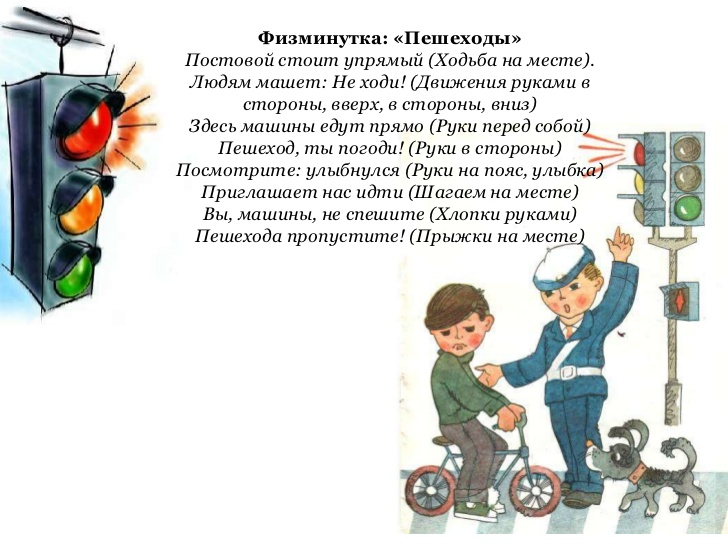 Физминутка: «Пешеходы»
Постовой стоит упрямый (Ходьба на месте).
Людям машет: Не ходи! (Движения руками в
стороны, вверх, в стороны, вниз)
Здесь машины едут прямо (Руки перед собой)
Пешеход, ты погоди! (Руки в стороны)
Посмотрите: улыбнулся (Руки на пояс, улыбка)
Приглашает нас идти (Шагаем на месте)
Вы, машины, не спешите (Хлопки руками)
Пешехода пропустите! (Прыжки на месте)